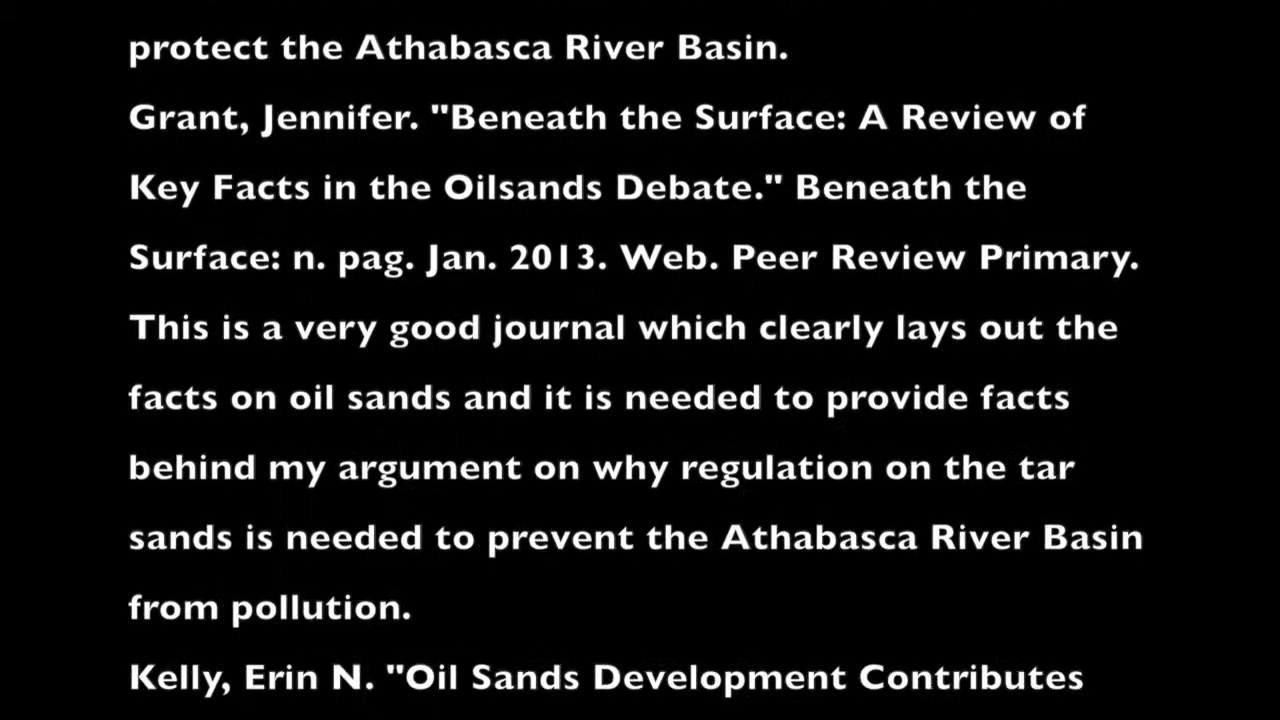 protect the Athabasca River Basin.
Grant, Jennifer. "Beneath the Surface: A Review of
Key Facts in the Oilsands Debate." Beneath the
Surface: n. pag. Jan. 2013. Web. Peer Review Primary.
This is a very good journal which clearly lays out the
facts on oil sands and it is needed to provide facts
behind my argument on why regulation on the tar
sands is needed to prevent the Athabasca River Basin
from pollution.
Kelly, Erin N. "Oil Sands Development Contributes